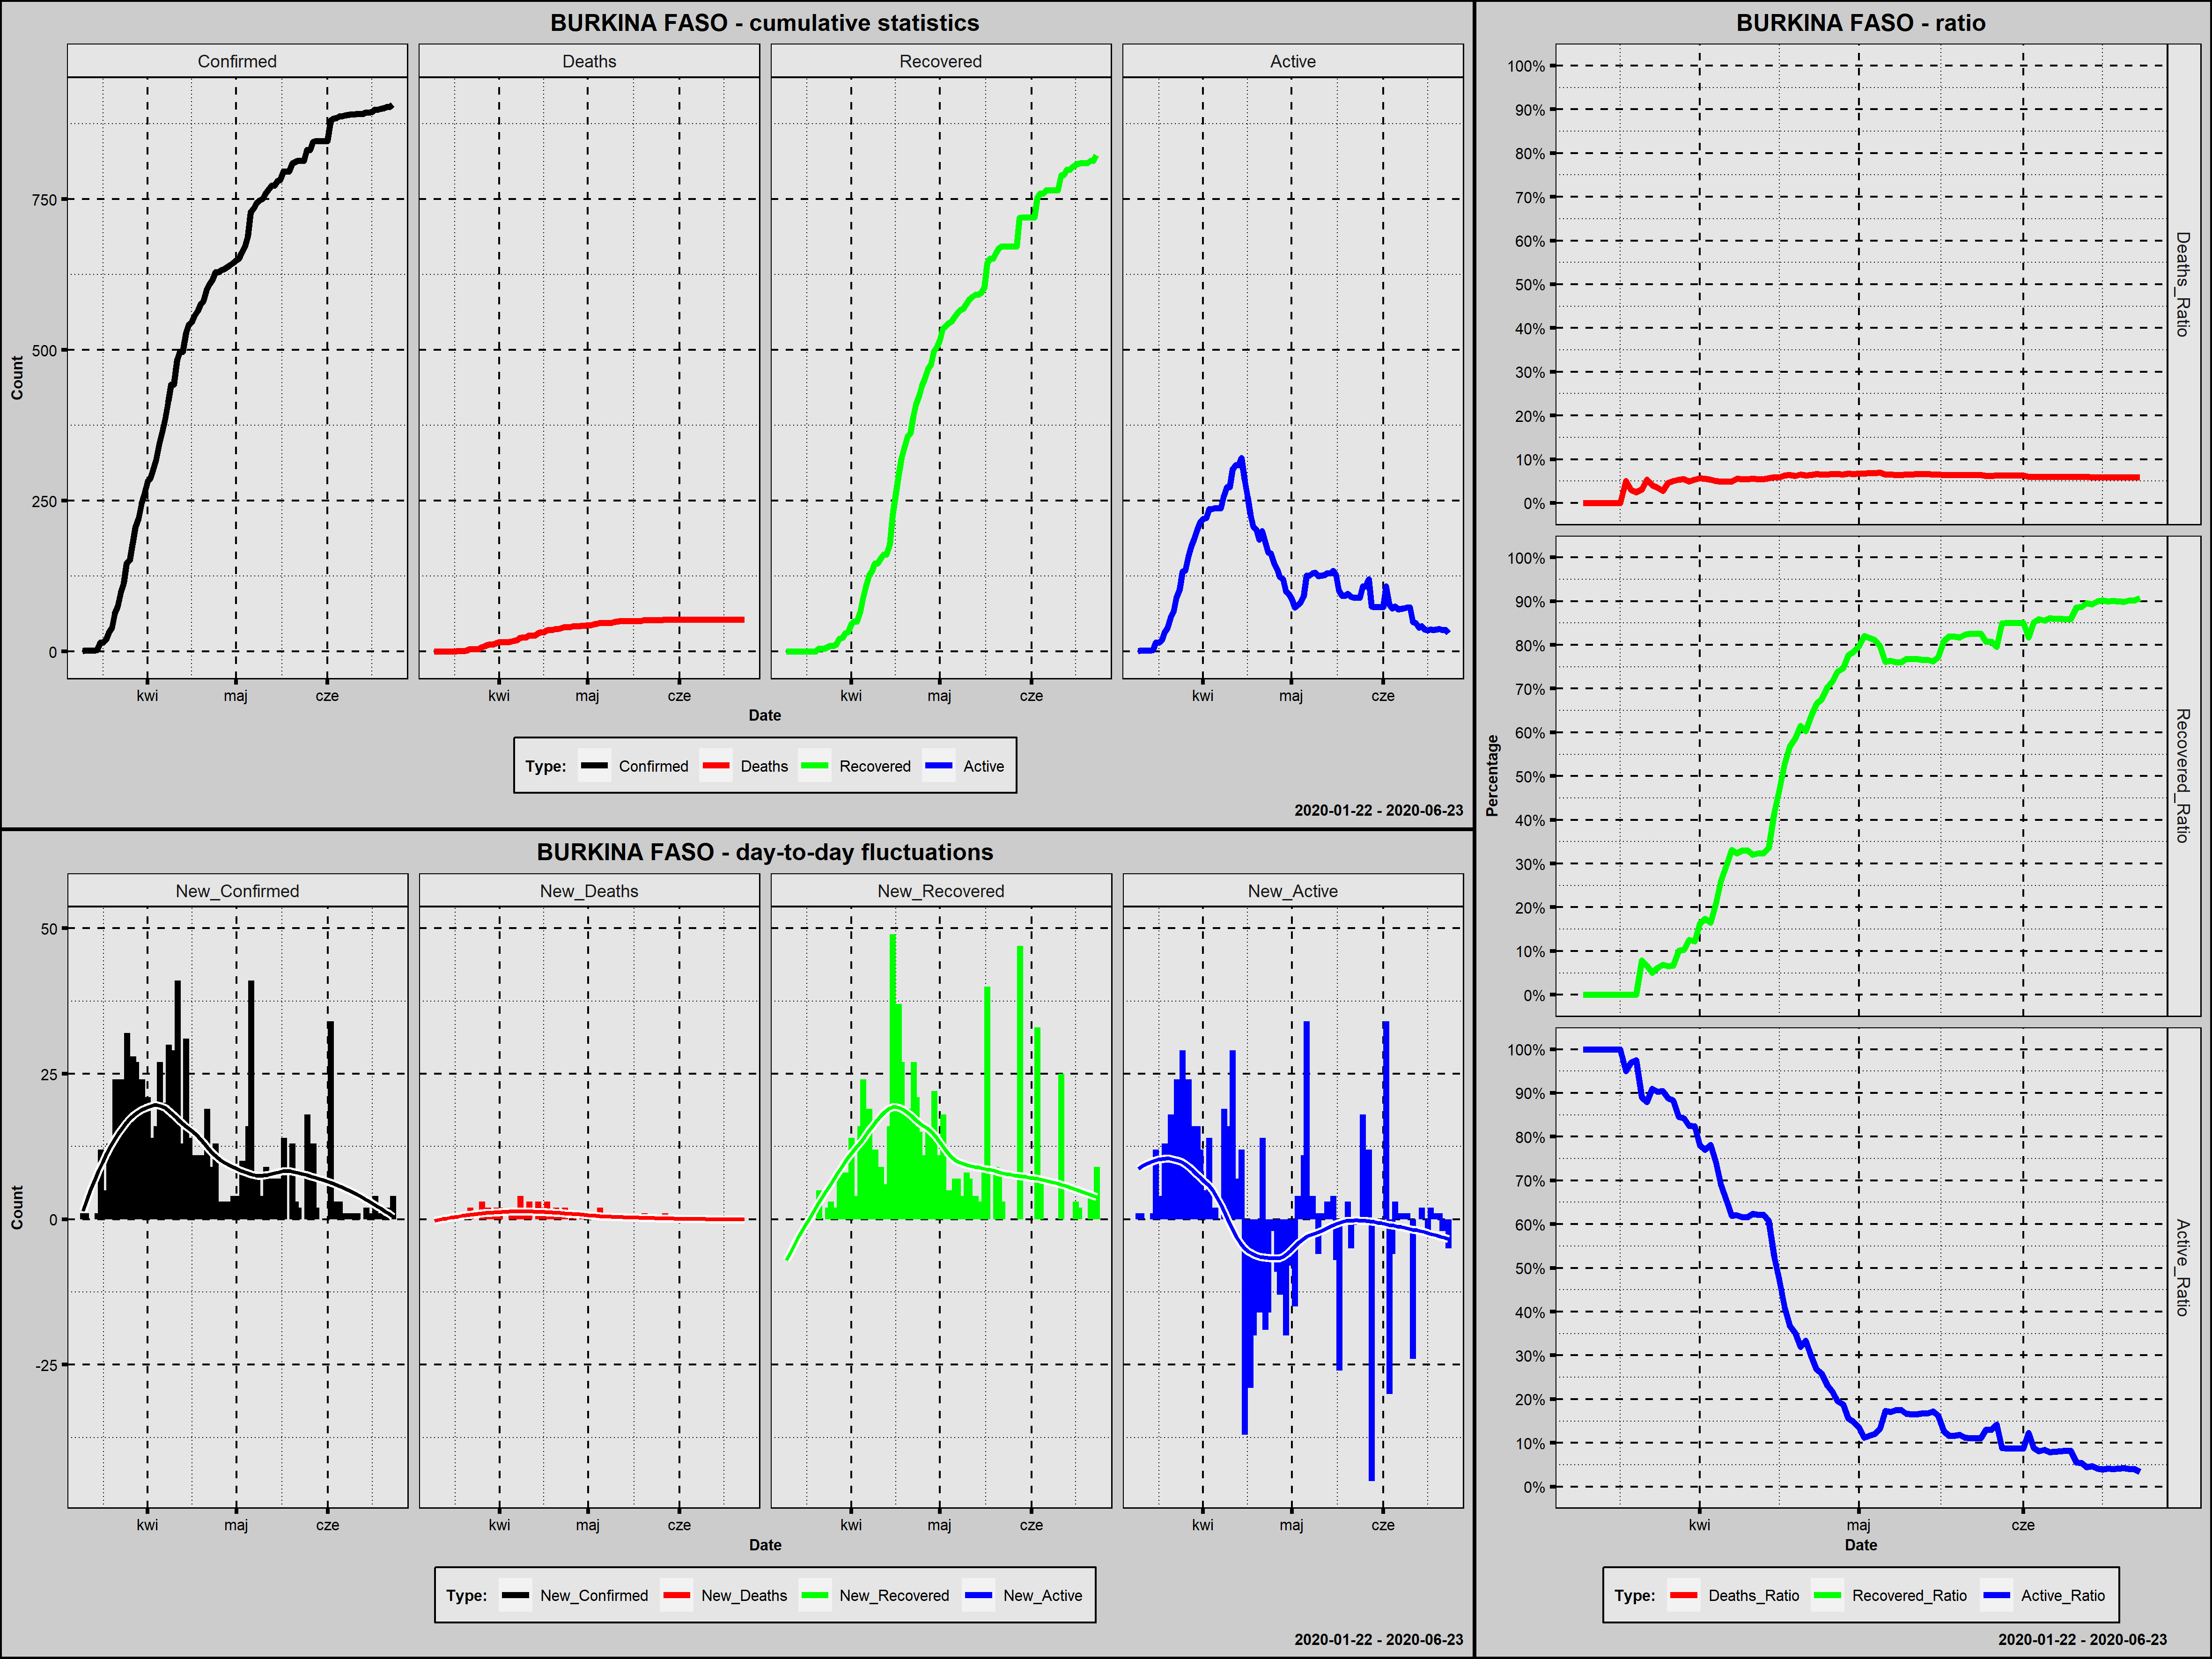 BURKINA FASO - cumulative statistics
Confirmed Deaths Recovered Active
Count
750
500
250
0
kwi maj cze kwi maj cze kwi maj cze kwi maj cze
Date
Type: Confirmed Deaths Recovered Active
2020-01-22 - 2020-06-23
BURKINA FASO - day-to-day fluctuations
New_Confirmed New_Deaths New_Recovered New_Active
Count
50
25
0
-25
kwi maj cze kwi maj cze kwi maj cze kwi maj cze
Date
Type: New_Confirmed New_Deaths New_Recovered New_Active
2020-01-22 - 2020-06-23
BURKINA FASO - ratio
Percentage
100%
90%
80%
70%
60%
50%
40%
30%
20%
10%
0%
Deaths_Ratio
100%
90%
80%
70%
60%
50%
40%
30%
20%
10%
0%
Recovered_Ratio
100%
90%
80%
70%
60%
50%
40%
30%
20%
10%
0%
Active_Ratio
kwi maj cze
Date
Type: Deaths_Ratio Recovered_Ratio Active_Ratio
2020-01-22 - 2020-06-23